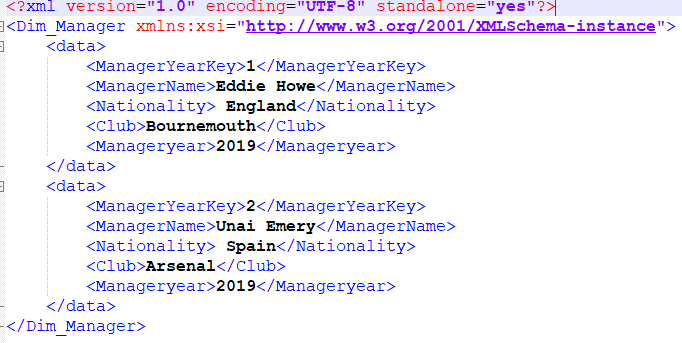 <?xml version="1.0" encoding="UTF-8" standalone="yes"?>
<Dim_Manager xmlns:xsi="http://www.w3.org/2001/XMLSchema-instance">
<data>
<ManagerYearKey>1</ManagerYearKey>
<ManagerName>Eddie Howe</ManagerName>
<Nationality> England</Nationality>
<Club>Bournemouth</Club>
<Manageryear>2019</Manageryear>
</data>
<data>
<ManagerYearKey>2</ManagerYearKey>
<ManagerName>Unai Emery</ManagerName>
<Nationality> Spain</Nationality>
<Club>Arsenal</Club>
<Manageryear>2019</Manageryear>
</data>
</Dim_Manager>